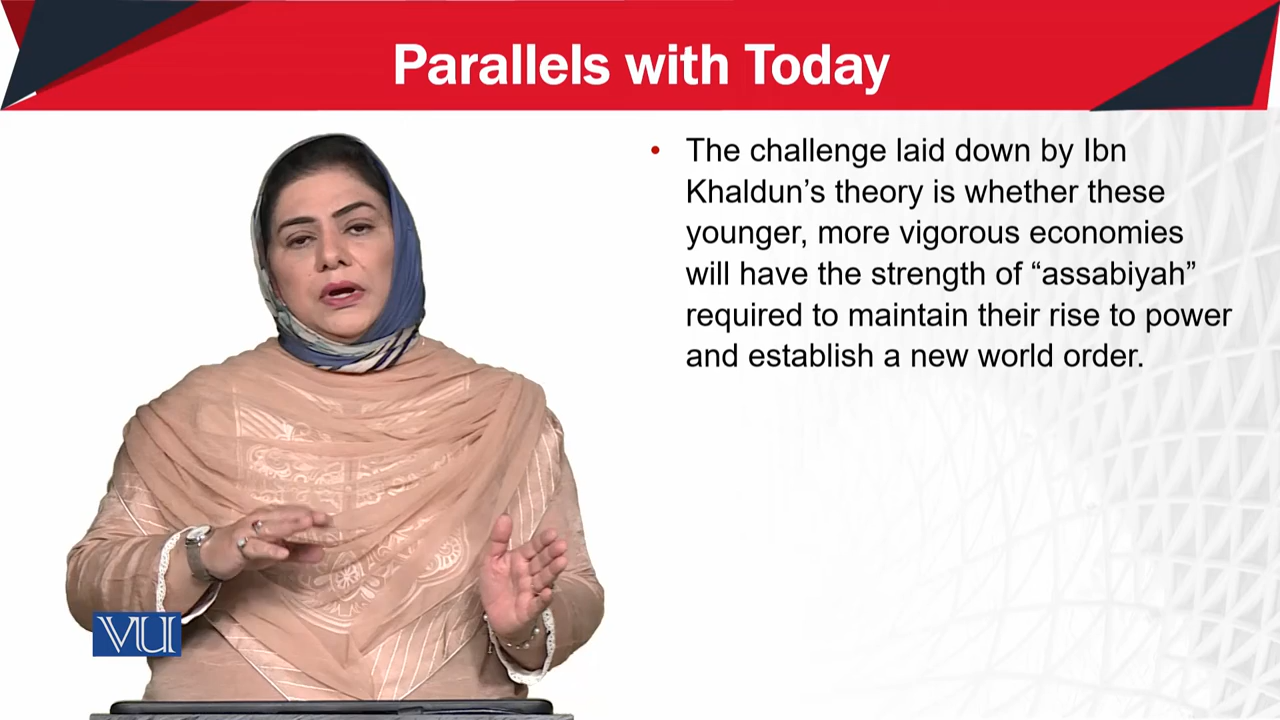 Parallels with Today
• The challenge laid down by Ibn
Khaldun’s theory is whether these
younger, more vigorous economies
will have the strength of “assabiyah”
required to maintain their rise to power
and establish a new world order.
VU